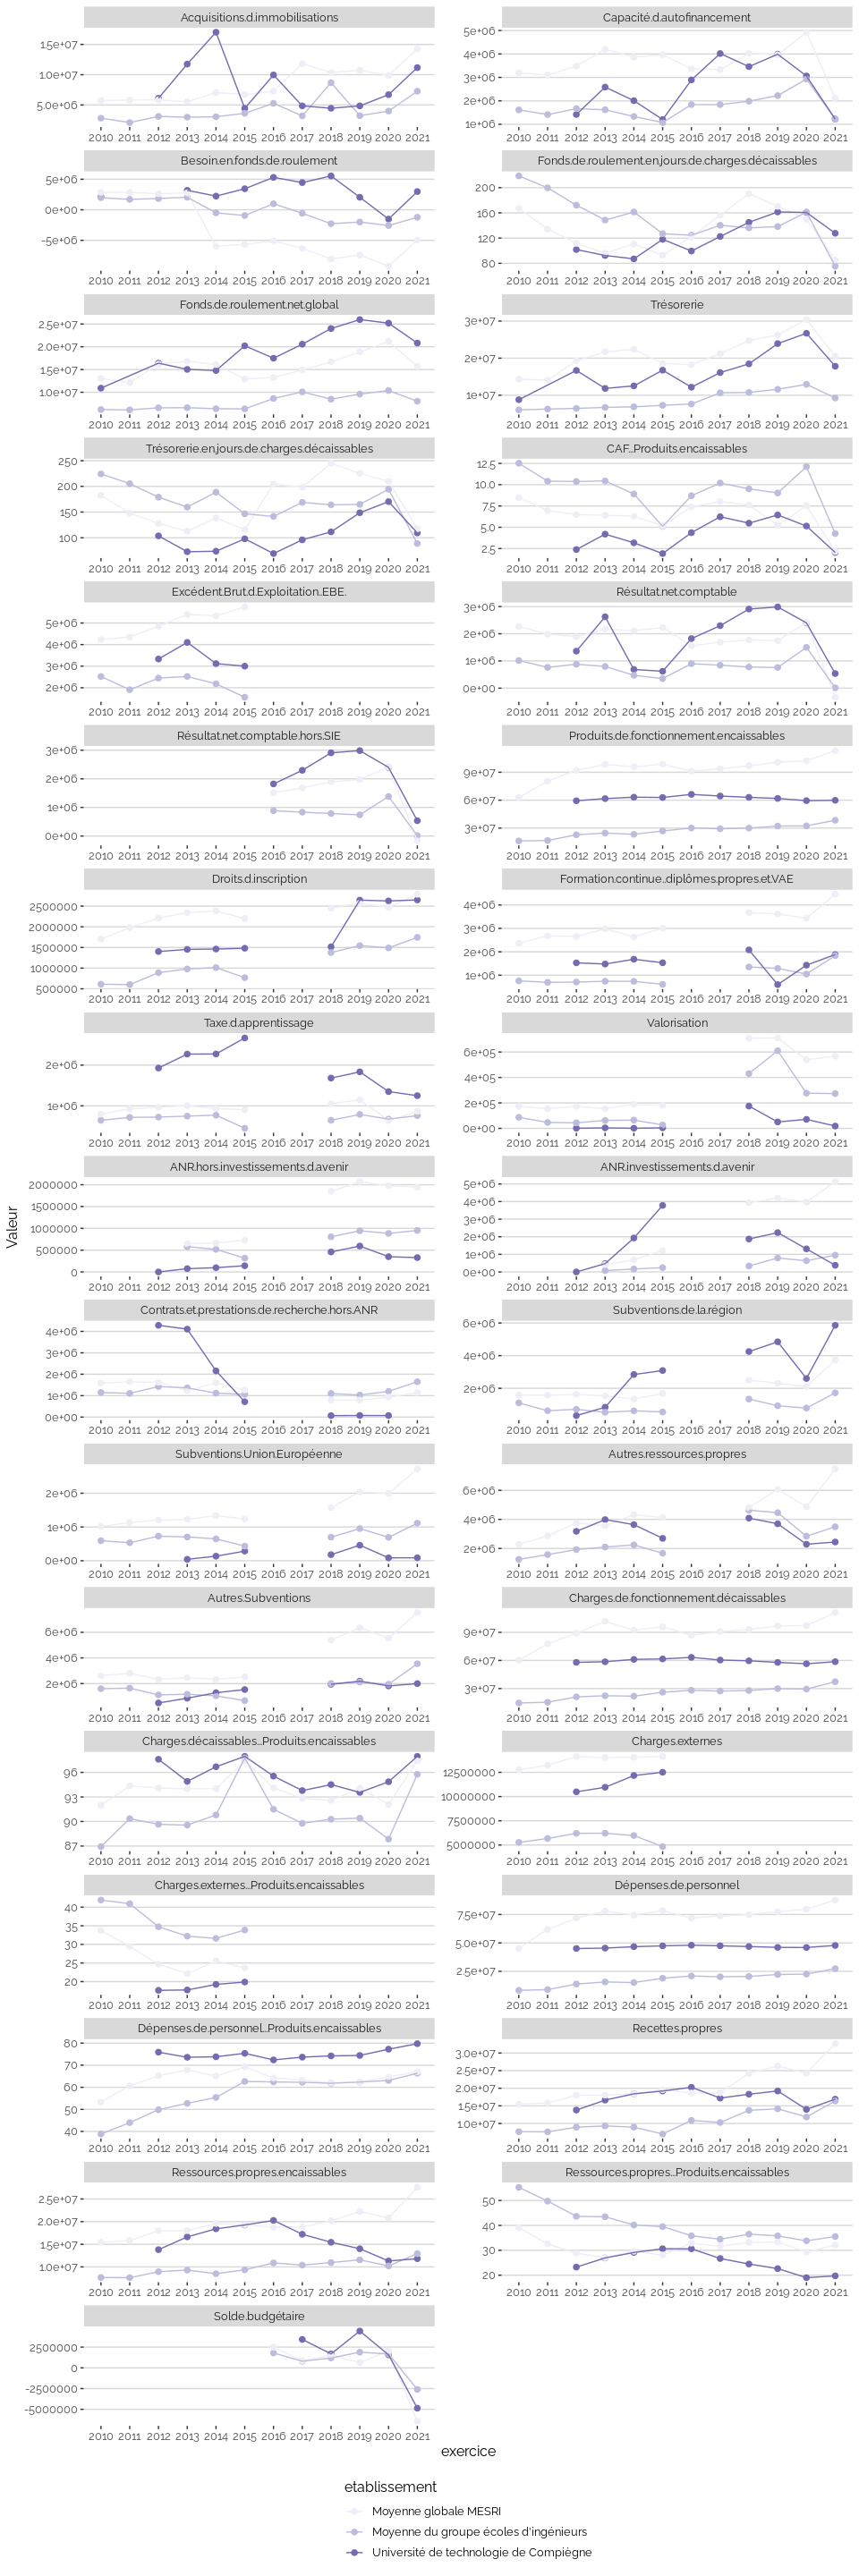 Acquisitions.d.immobilisations
1.5e+07
1.0e+07
5.0e+06
2010 2011 2012 2013 2014 2015 2016 2017 2018 2019 2020 2021
Capacité.d.autofinancement
5e+06
4e+06
3e+06
2e+06
1e+06
2010 2011 2012 2013 2014 2015 2016 2017 2018 2019 2020 2021
Besoin.en.fonds.de.roulement
5e+06
0e+00
-5e+06
2010 2011 2012 2013 2014 2015 2016 2017 2018 2019 2020 2021
Fonds.de.roulement.en.jours.de.charges.décaissables
200
160
120
80
2010 2011 2012 2013 2014 2015 2016 2017 2018 2019 2020 2021
Fonds.de.roulement.net.global
2.5e+07
2.0e+07
1.5e+07
1.0e+07
2010 2011 2012 2013 2014 2015 2016 2017 2018 2019 2020 2021
Trésorerie
3e+07
2e+07
1e+07
2010 2011 2012 2013 2014 2015 2016 2017 2018 2019 2020 2021
Trésorerie.en.jours.de.charges.décaissables
250
200
150
100
2010 2011 2012 2013 2014 2015 2016 2017 2018 2019 2020 2021
CAF...Produits.encaissables
12.5
10.0
7.5
5.0
2.5
2010 2011 2012 2013 2014 2015 2016 2017 2018 2019 2020 2021
Excédent.Brut.d.Exploitation..EBE.
5e+06
4e+06
3e+06
2e+06
2010 2011 2012 2013 2014 2015 2016 2017 2018 2019 2020 2021
Résultat.net.comptable
3e+06
2e+06
1e+06
0e+00
2010 2011 2012 2013 2014 2015 2016 2017 2018 2019 2020 2021
Résultat.net.comptable.hors.SIE
3e+06
2e+06
1e+06
0e+00
2010 2011 2012 2013 2014 2015 2016 2017 2018 2019 2020 2021
Produits.de.fonctionnement.encaissables
9e+07
6e+07
3e+07
2010 2011 2012 2013 2014 2015 2016 2017 2018 2019 2020 2021
Droits.d.inscription
2500000
2000000
1500000
1000000
500000
2010 2011 2012 2013 2014 2015 2016 2017 2018 2019 2020 2021
Formation.continue..diplômes.propres.et.VAE
4e+06
3e+06
2e+06
1e+06
2010 2011 2012 2013 2014 2015 2016 2017 2018 2019 2020 2021
Taxe.d.apprentissage
2e+06
1e+06
2010 2011 2012 2013 2014 2015 2016 2017 2018 2019 2020 2021
Valorisation
6e+05
4e+05
2e+05
0e+00
2010 2011 2012 2013 2014 2015 2016 2017 2018 2019 2020 2021
Valeur
ANR.hors.investissements.d.avenir
2000000
1500000
1000000
500000
0
2010 2011 2012 2013 2014 2015 2016 2017 2018 2019 2020 2021
ANR.investissements.d.avenir
5e+06
4e+06
3e+06
2e+06
1e+06
0e+00
2010 2011 2012 2013 2014 2015 2016 2017 2018 2019 2020 2021
Contrats.et.prestations.de.recherche.hors.ANR
4e+06
3e+06
2e+06
1e+06
0e+00
2010 2011 2012 2013 2014 2015 2016 2017 2018 2019 2020 2021
Subventions.de.la.région
6e+06
4e+06
2e+06
2010 2011 2012 2013 2014 2015 2016 2017 2018 2019 2020 2021
Subventions.Union.Européenne
2e+06
1e+06
0e+00
2010 2011 2012 2013 2014 2015 2016 2017 2018 2019 2020 2021
Autres.ressources.propres
6e+06
4e+06
2e+06
2010 2011 2012 2013 2014 2015 2016 2017 2018 2019 2020 2021
Autres.Subventions
6e+06
4e+06
2e+06
2010 2011 2012 2013 2014 2015 2016 2017 2018 2019 2020 2021
Charges.de.fonctionnement.décaissables
9e+07
6e+07
3e+07
2010 2011 2012 2013 2014 2015 2016 2017 2018 2019 2020 2021
Charges.décaissables...Produits.encaissables
96
93
90
87
2010 2011 2012 2013 2014 2015 2016 2017 2018 2019 2020 2021
Charges.externes
12500000
10000000
7500000
5000000
2010 2011 2012 2013 2014 2015 2016 2017 2018 2019 2020 2021
Charges.externes...Produits.encaissables
40
35
30
25
20
2010 2011 2012 2013 2014 2015 2016 2017 2018 2019 2020 2021
Dépenses.de.personnel
7.5e+07
5.0e+07
2.5e+07
2010 2011 2012 2013 2014 2015 2016 2017 2018 2019 2020 2021
Dépenses.de.personnel...Produits.encaissables
80
70
60
50
40
2010 2011 2012 2013 2014 2015 2016 2017 2018 2019 2020 2021
Recettes.propres
3.0e+07
2.5e+07
2.0e+07
1.5e+07
1.0e+07
2010 2011 2012 2013 2014 2015 2016 2017 2018 2019 2020 2021
Ressources.propres.encaissables
2.5e+07
2.0e+07
1.5e+07
1.0e+07
2010 2011 2012 2013 2014 2015 2016 2017 2018 2019 2020 2021
Ressources.propres...Produits.encaissables
50
40
30
20
2010 2011 2012 2013 2014 2015 2016 2017 2018 2019 2020 2021
Solde.budgétaire
2500000
0
-2500000
-5000000
2010 2011 2012 2013 2014 2015 2016 2017 2018 2019 2020 2021
exercice
etablissement
Moyenne globale MESRI
Moyenne du groupe écoles d'ingénieurs
Université de technologie de Compiègne